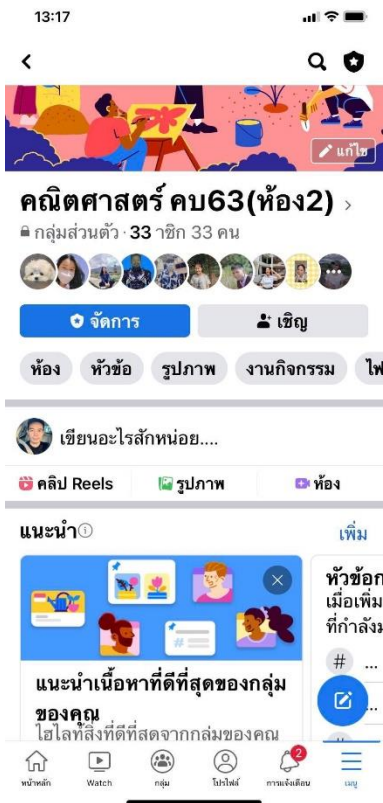 13:17
แก้ไข
คณิตศาสตร์ คบ63(ห้อง2)
กลุ่มส่วนตัว · 33 าชิก 33 คน
จัดการ
เชิญ
ห้อง หัวข้อ รูปภาพ งานกิจกรรม ไฟ
เขียนอะไรสักหน่อย....
คลิป Reels รูปภาพ ห้อง
แนะนำ เพิ่ม
แนะนำเนื้อหาที่ดีที่สุดของกลุ่ม
ของคุณ
ไฮไลท์สิ่งที่ดีที่สุดจากกลุ่มของคุณ
หัวข้อก
เมื่อเพิ่ม
ที่กำลังม
# ...
2
หน้าหลัก Watch กลุ่ม โปรไฟล์ การแจ้งเตือน เมนู